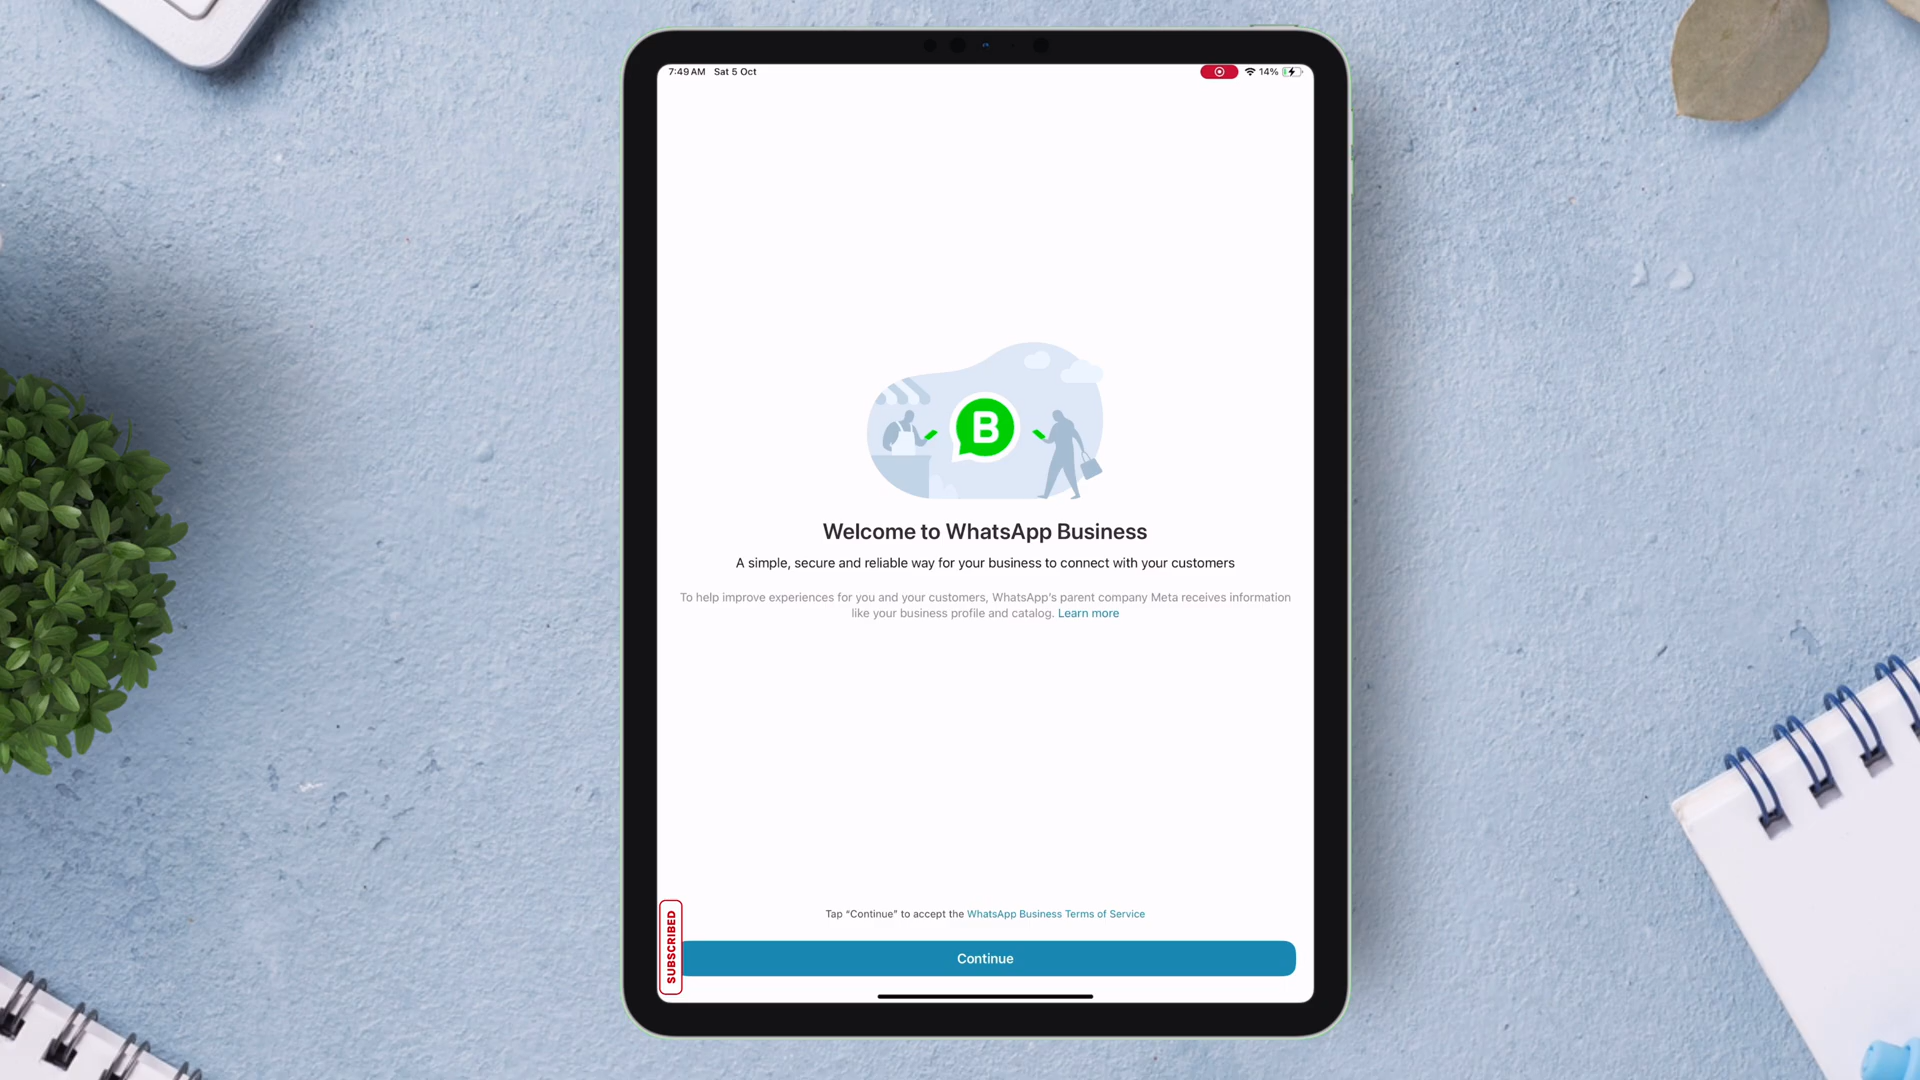 7:49 AM Sat 5 Oct
14%
B
Welcome to WhatsApp Business
A simple, secure and reliable way for your business to connect with your customers
To help improve experiences for you and your customers, WhatsApp's parent company Meta receives information
like your business profile and catalog. Learn more
Tap “Continue” to accept the WhatsApp Business Terms of Service
SUBSCRIBED
Continue